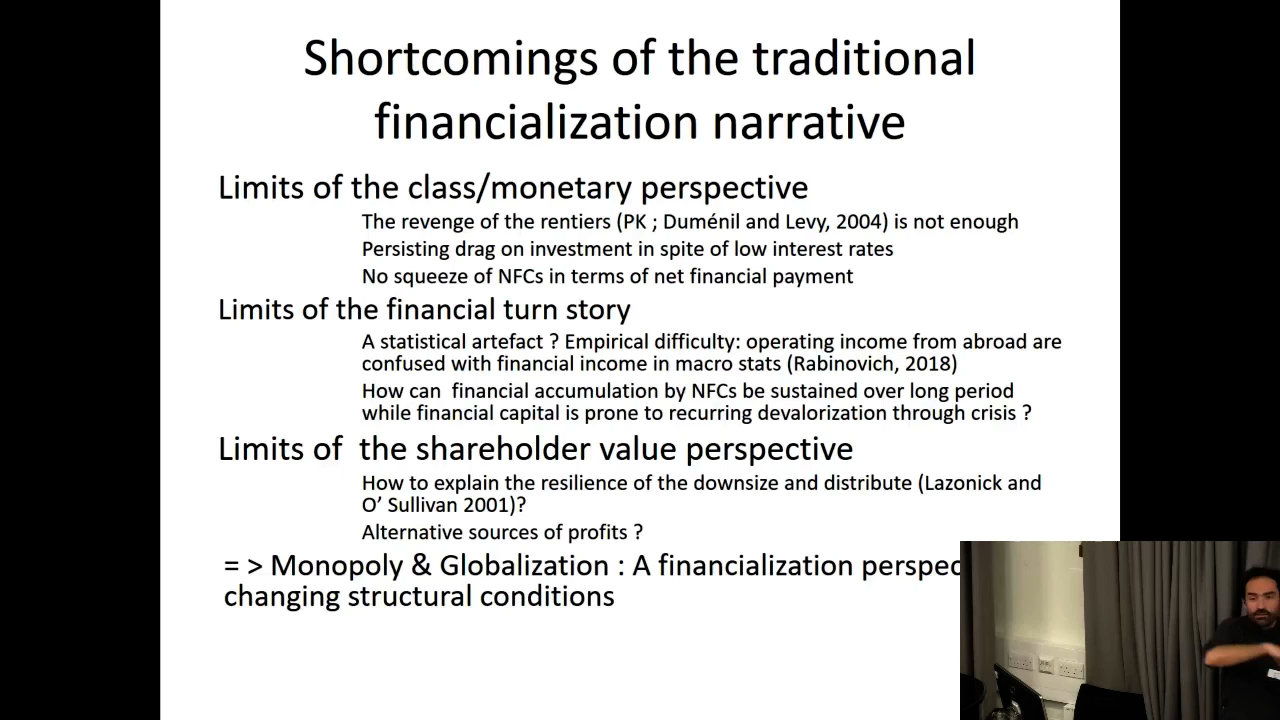 Shortcomings of the traditional
financialization narrative
Limits of the class/monetary perspective
The revenge of the rentiers (PK ; Duménil and Levy, 2004) is not enough
Persisting drag on investment in spite of low interest rates
No squeeze of NFCs in terms of net financial payment
Limits of the financial turn story
A statistical artefact ? Empirical difficulty: operating income from abroad are
confused with financial income in macro stats (Rabinovich, 2018)
How can financial accumulation by NFCs be sustained over long period
while financial capital is prone to recurring devalorization through crisis ?
Limits of the shareholder value perspective
How to explain the resilience of the downsize and distribute (Lazonick and
O’ Sullivan 2001)?
Alternative sources of profits ?
= > Monopoly & Globalization : A financialization
changing structural conditions